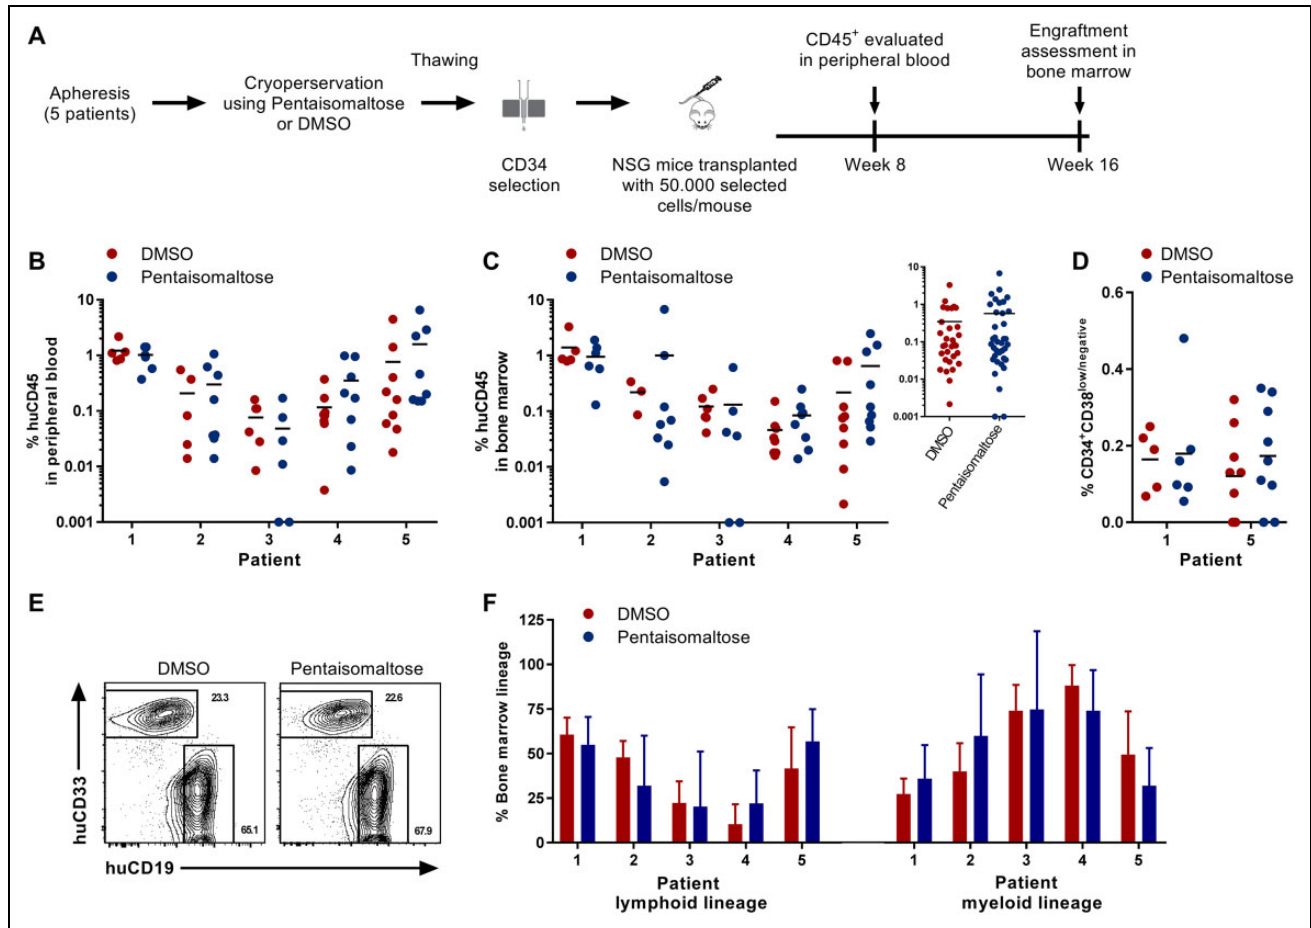 A
Apheresis
(5 patients)
Cryoperservation
using Pentaisomaltose
or DMSO
Thawing
CD34
selection
NSG mice transplanted
with 50.000 selected
cells/mouse
CD45+ evaluated
in peripheral blood
Week 8
Engraftment
assessment in
bone marrow
Week 16
B
DMSO
Pentaisomaltose
% huCD45
in peripheral blood
10
1
0.1
0.01
0.001
1 2 3 4 5
Patient
C
DMSO
Pentaisomaltose
% huCD45
in bone marrow
10
1
0.1
0.01
0.001
1 2 3 4 5
Patient
10
1
0.1
0.01
0.001
DMSO
Pentaisomaltose
D
DMSO
Pentaisomaltose
% CD34+CD38low/negative
0.6
0.4
0.2
0.0
1 5
Patient
E
DMSO
Pentaisomaltose
23.3
65.1
22.6
67.9
huCD33
huCD19
F
DMSO
Pentaisomaltose
% Bone marrow lineage
125
100
75
50
25
0
1 2 3 4 5
Patient
lymphoid lineage
1 2 3 4 5
Patient
myeloid lineage